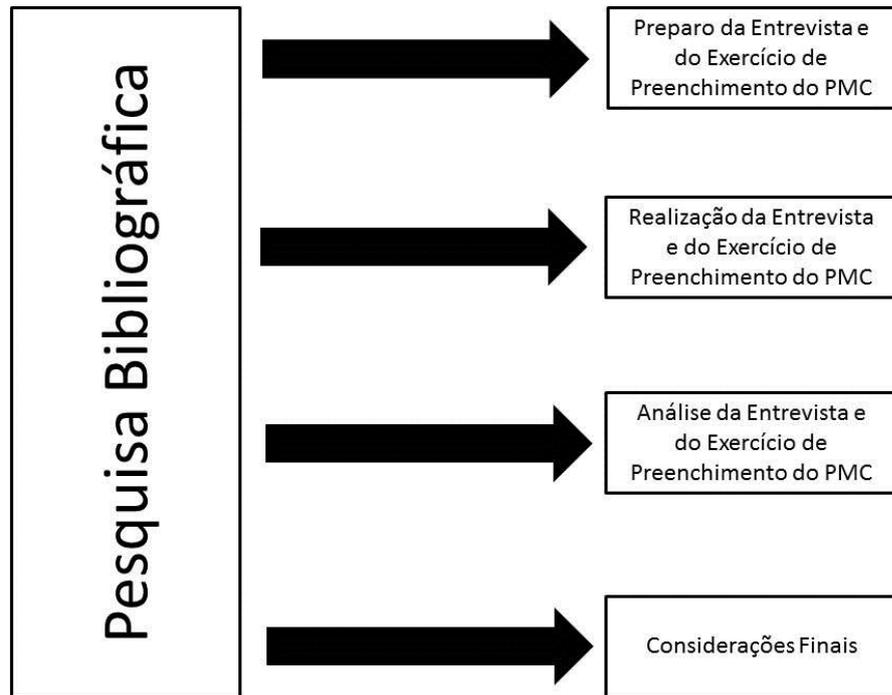 Pesquisa Bibliográfica
Preparo da Entrevista e
do Exercício de
Preenchimento do PMC
Realização da Entrevista
e do Exercício de
Preenchimento do PMC
Análise da Entrevista e
do Exercício de
Preenchimento do PMC
Considerações Finais